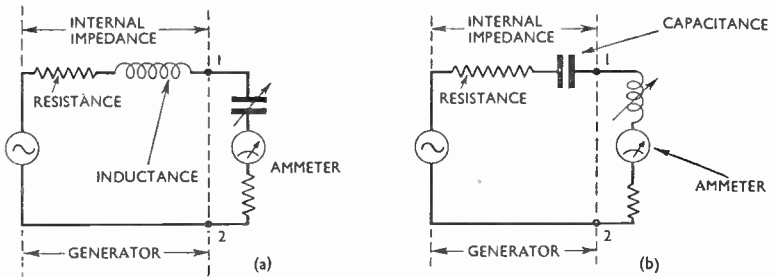 INTERNAL
IMPEDANCE
1
RESISTANCE
INDUCTANCE
AMMETER
2
GENERATOR
(a)
CAPACITANCE
INTERNAL
IMPEDANCE
1
RESISTANCE
AMMETER
2
GENERATOR
(b)